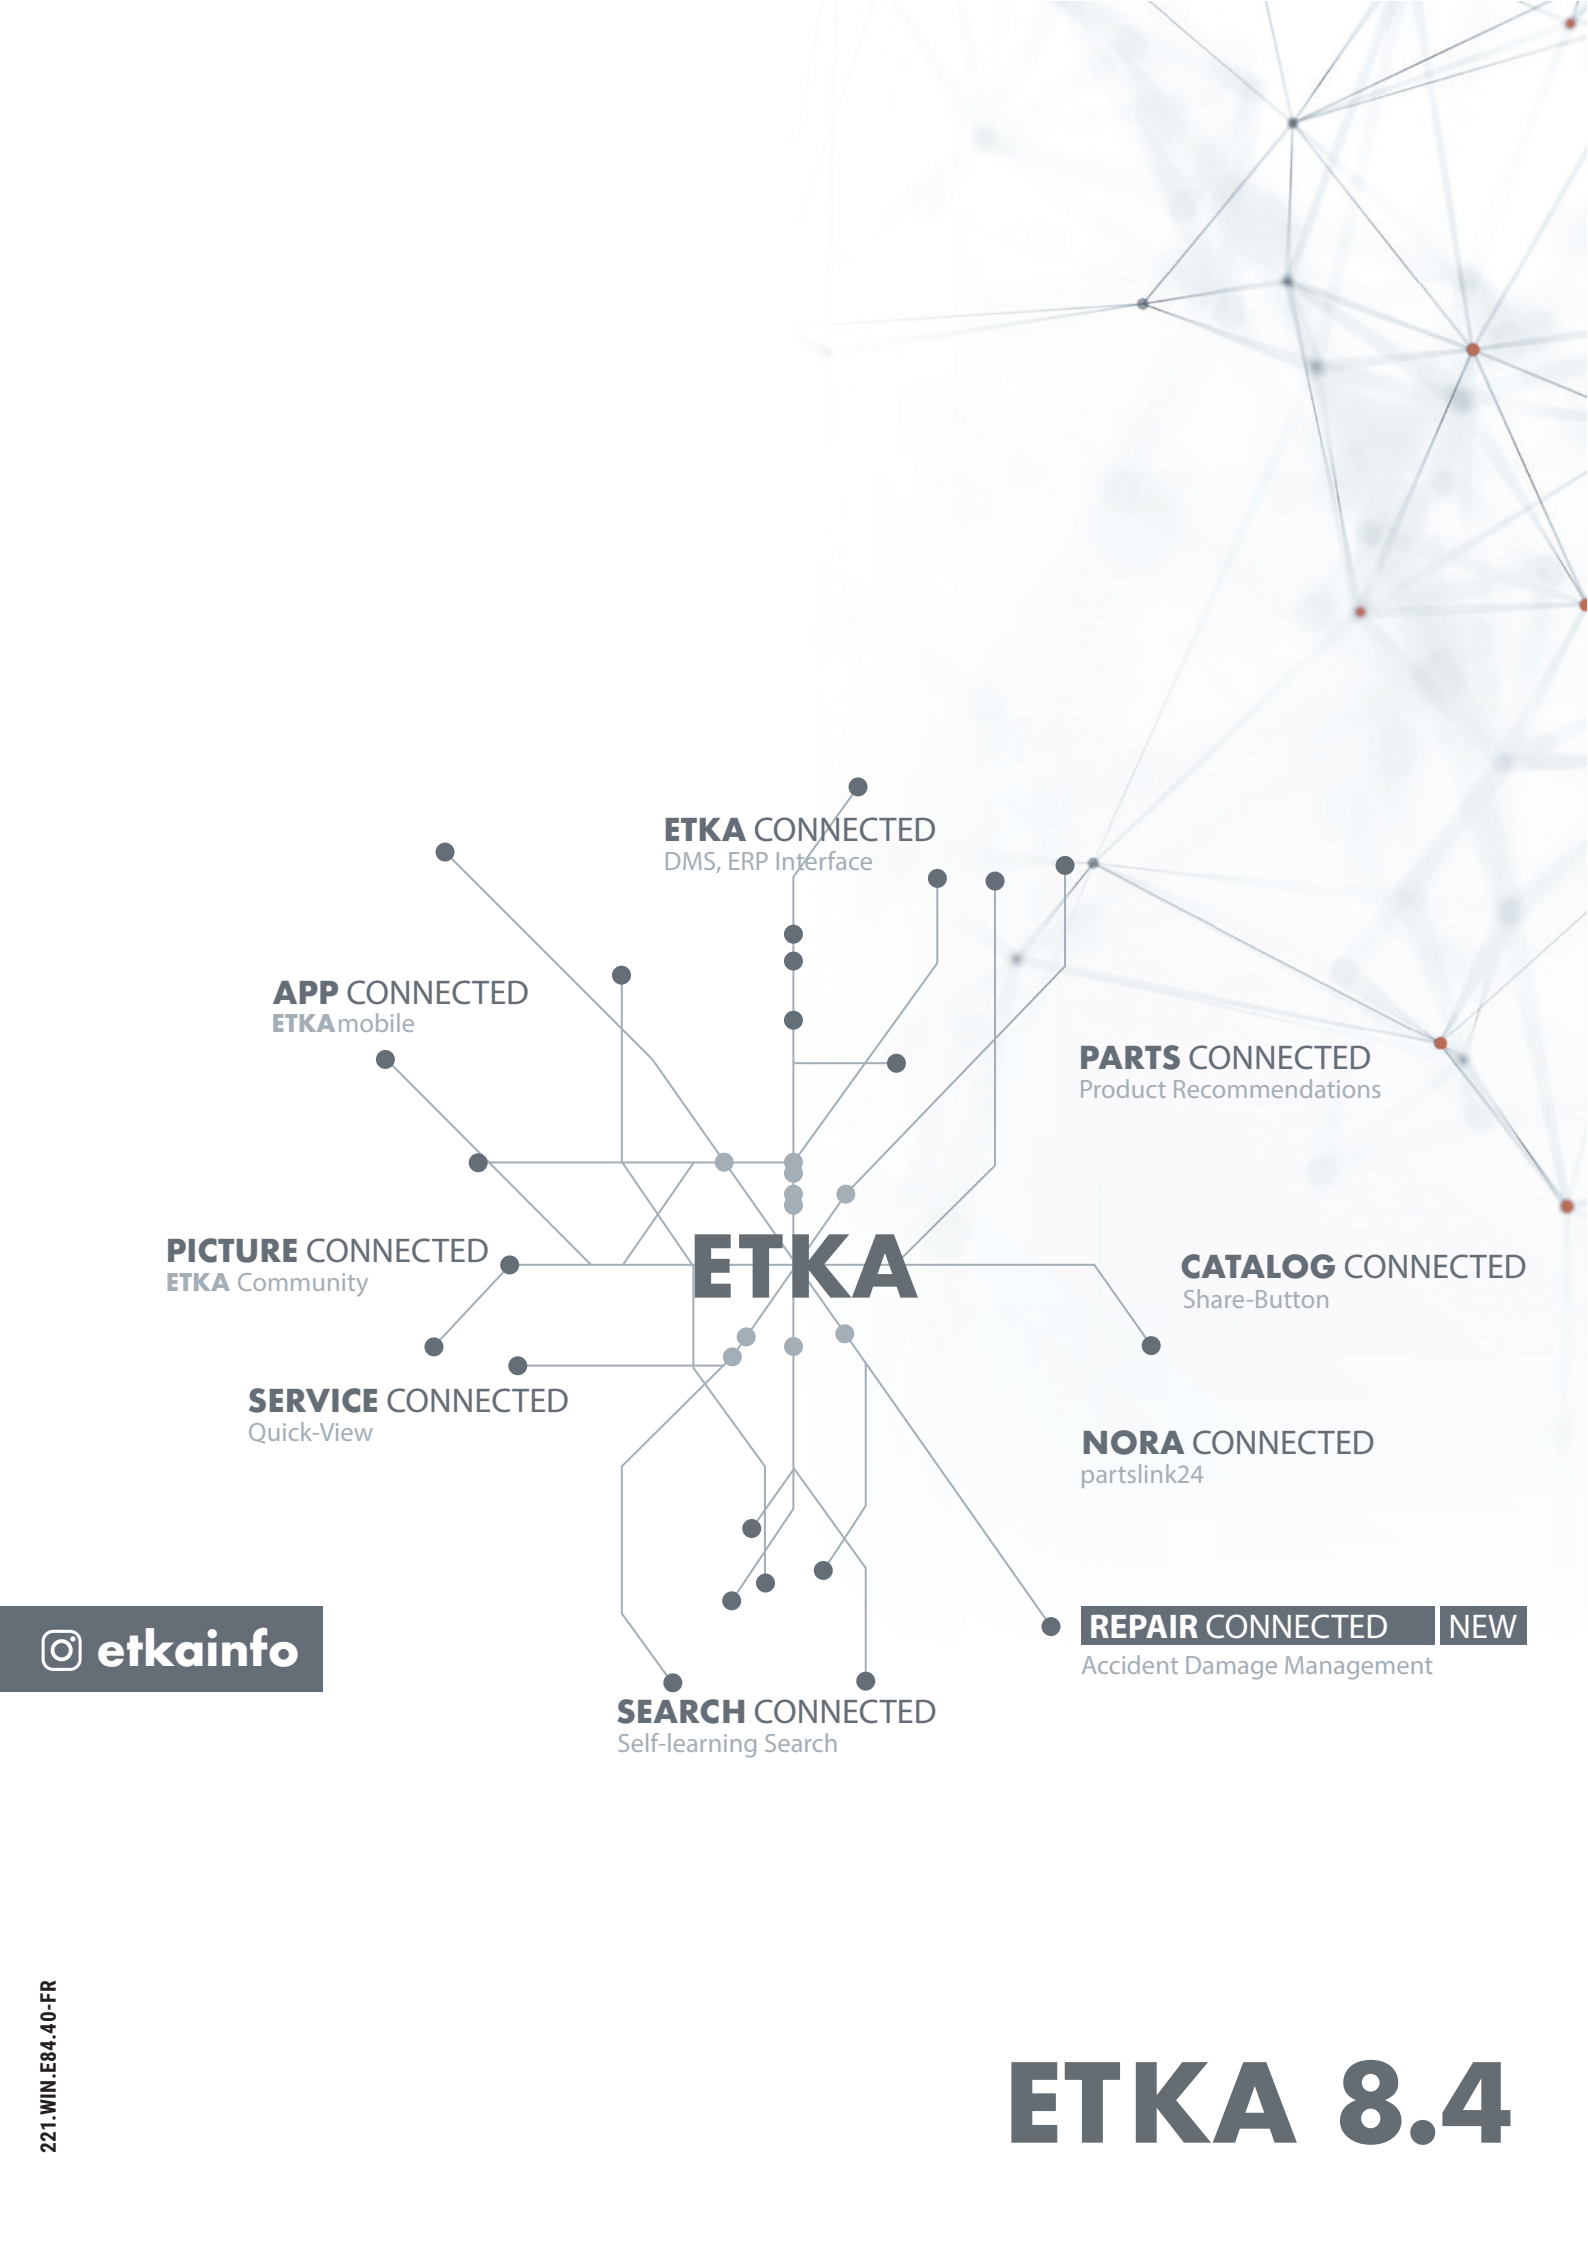 ETKA CONNECTED
DMS, ERP Interface
APP CONNECTED
ETKAmobile
PARTS CONNECTED
Product Recommendations
PICTURE CONNECTED
ETKA Community
ETKA
CATALOG CONNECTED
Share-Button
SERVICE CONNECTED
Quick-View
NORA CONNECTED
partslink24
etkainfo
REPAIR CONNECTED NEW
Accident Damage Management
SEARCH CONNECTED
Self-learning Search
221.WIN.E84.40-FR
ETKA 8.4